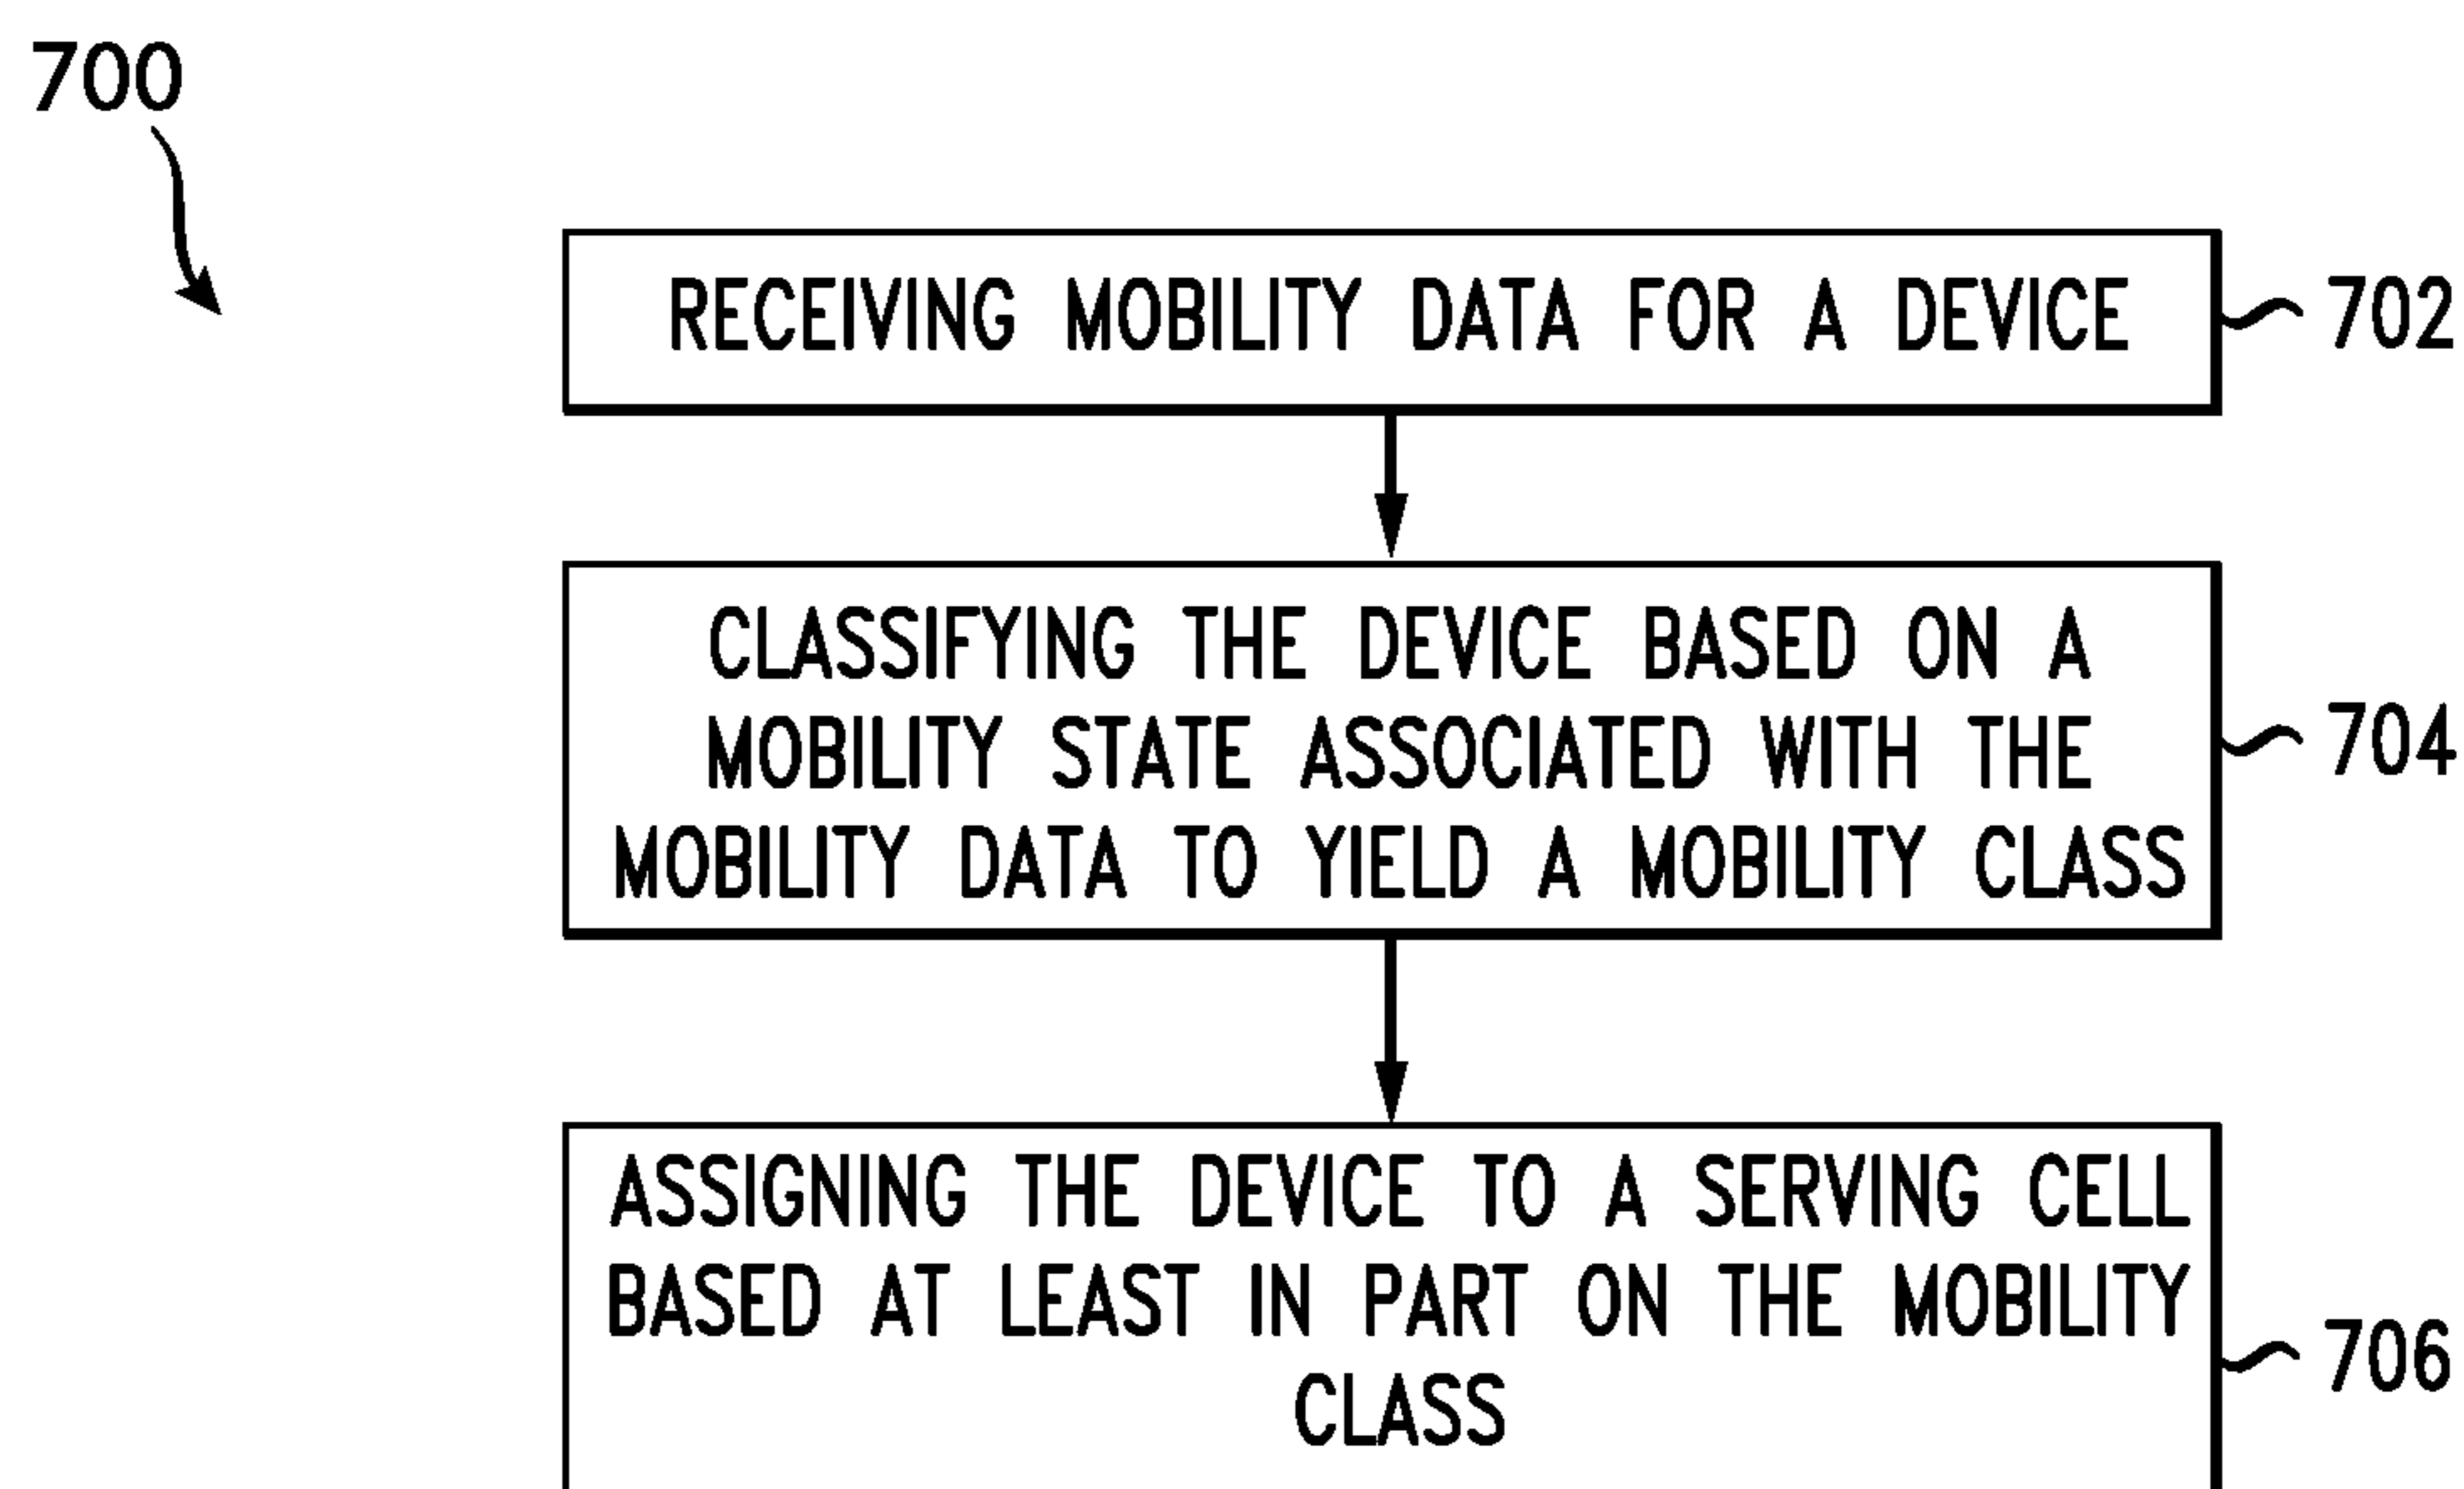 700
RECEIVING MOBILITY DATA FOR A DEVICE
702
CLASSIFYING THE DEVICE BASED ON A
MOBILITY STATE ASSOCIATED WITH THE
MOBILITY DATA TO YIELD A MOBILITY CLASS
704
ASSIGNING THE DEVICE TO A SERVING CELL
BASED AT LEAST IN PART ON THE MOBILITY
CLASS
706